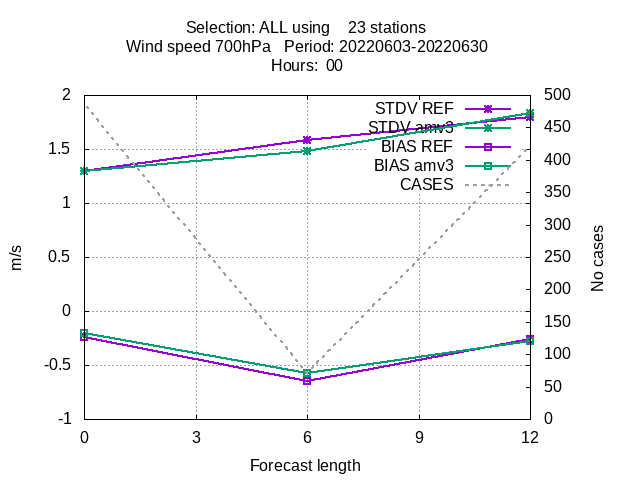 Selection: ALL using 23 stations
Wind speed 700hPa Period: 20220603-20220630
Hours: 00
2
1.5
1
0.5
0
-0.5
-1
m/s
STDV REF
STDV amv3
BIAS REF
BIAS amv3
CASES
500
450
400
350
300
250
200
150
100
50
0
No cases
0 3 6 9 12
Forecast length